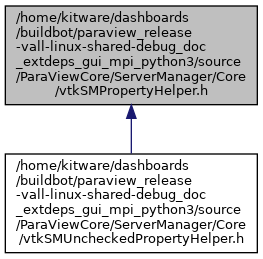 /home/kitware/dashboards
/buildbot/paraview_release
-vall-linux-shared-debug_doc
_extdeps_gui_mpi_python3/source
/ParaViewCore/ServerManager/Core
/vtkSMPropertyHelper.h
/home/kitware/dashboards
/buildbot/paraview_release
-vall-linux-shared-debug_doc
_extdeps_gui_mpi_python3/source
/ParaViewCore/ServerManager/Core
/vtkSMUncheckedPropertyHelper.h